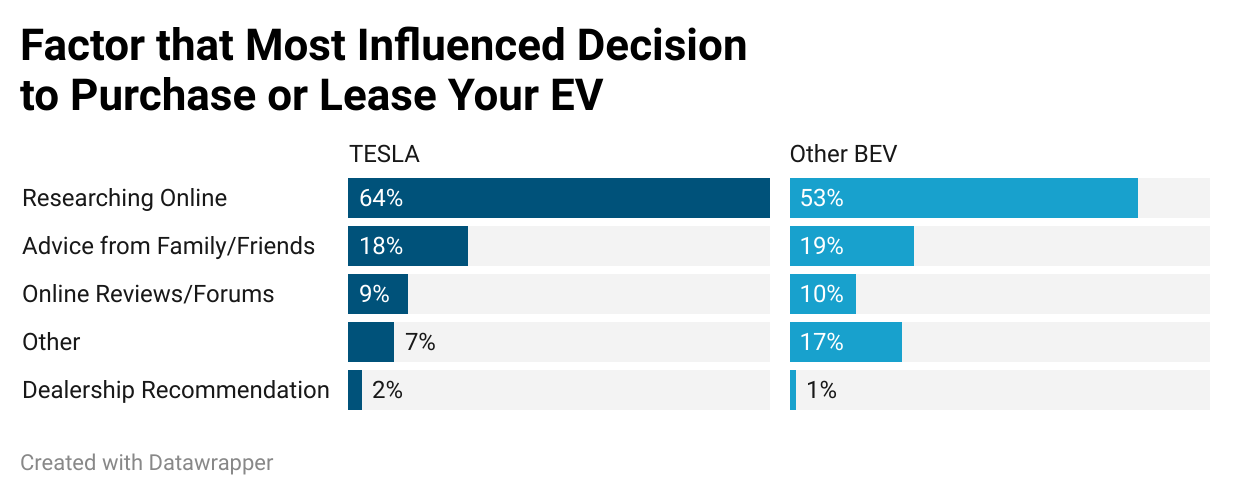 Factor that Most Influenced Decision
to Purchase or Lease Your EV
TESLA Other BEV
Researching Online 64% 53%
Advice from Family/Friends 18% 19%
Online Reviews/Forums 9% 10%
Other 7% 17%
Dealership Recommendation 2% 1%
Created with Datawrapper